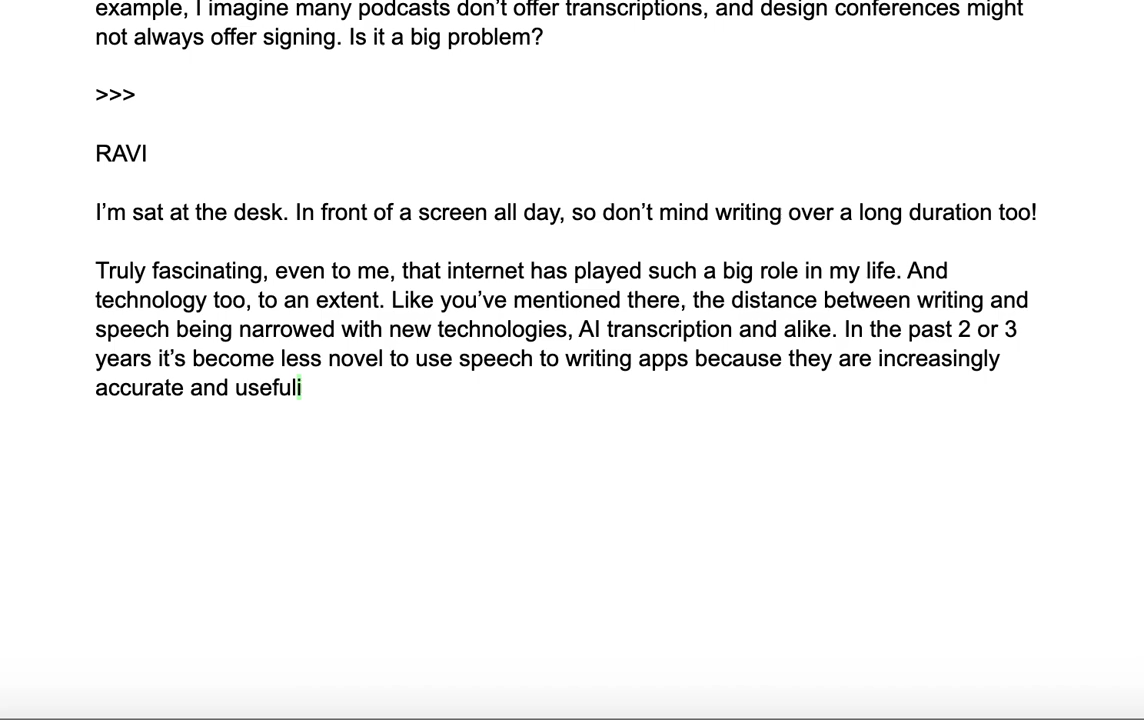 example, I imagine many podcasts don’t offer transcriptions, and design conferences might
not always offer signing. Is it a big problem?
>>>
RAVI
I’m sat at the desk. In front of a screen all day, so don’t mind writing over a long duration too!
Truly fascinating, even to me, that internet has played such a big role in my life. And
technology too, to an extent. Like you’ve mentioned there, the distance between writing and
speech being narrowed with new technologies, AI transcription and alike. In the past 2 or 3
years it’s become less novel to use speech to writing apps because they are increasingly
accurate and usefuli